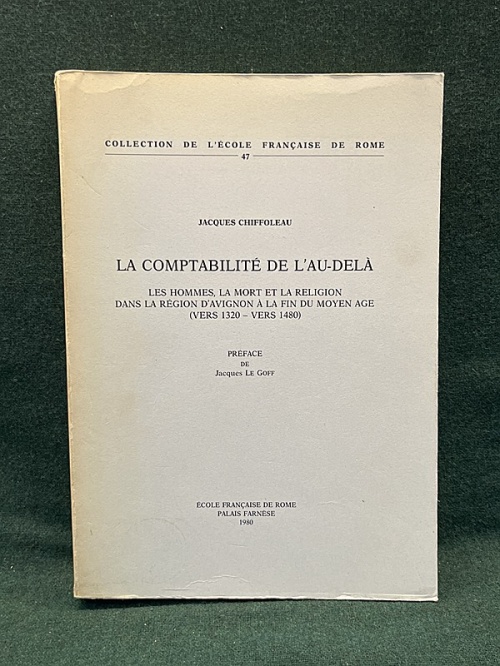 COLLECTION DE L'ÉCOLE FRANÇAISE DE ROME
47
JACQUES CHIFFOLEAU
LA COMPTABILITÉ DE L'AU-DELÀ
LES HOMMES, LA MORT ET LA RELIGION
DANS LA RÉGION D'AVIGNON À LA FIN DU MOYEN AGE
(VERS 1320 – VERS 1480)
PRÉFACE
DE
Jacques LE GOFF
ÉCOLE FRANÇAISE DE ROME
PALAIS FARNÈSE
1980